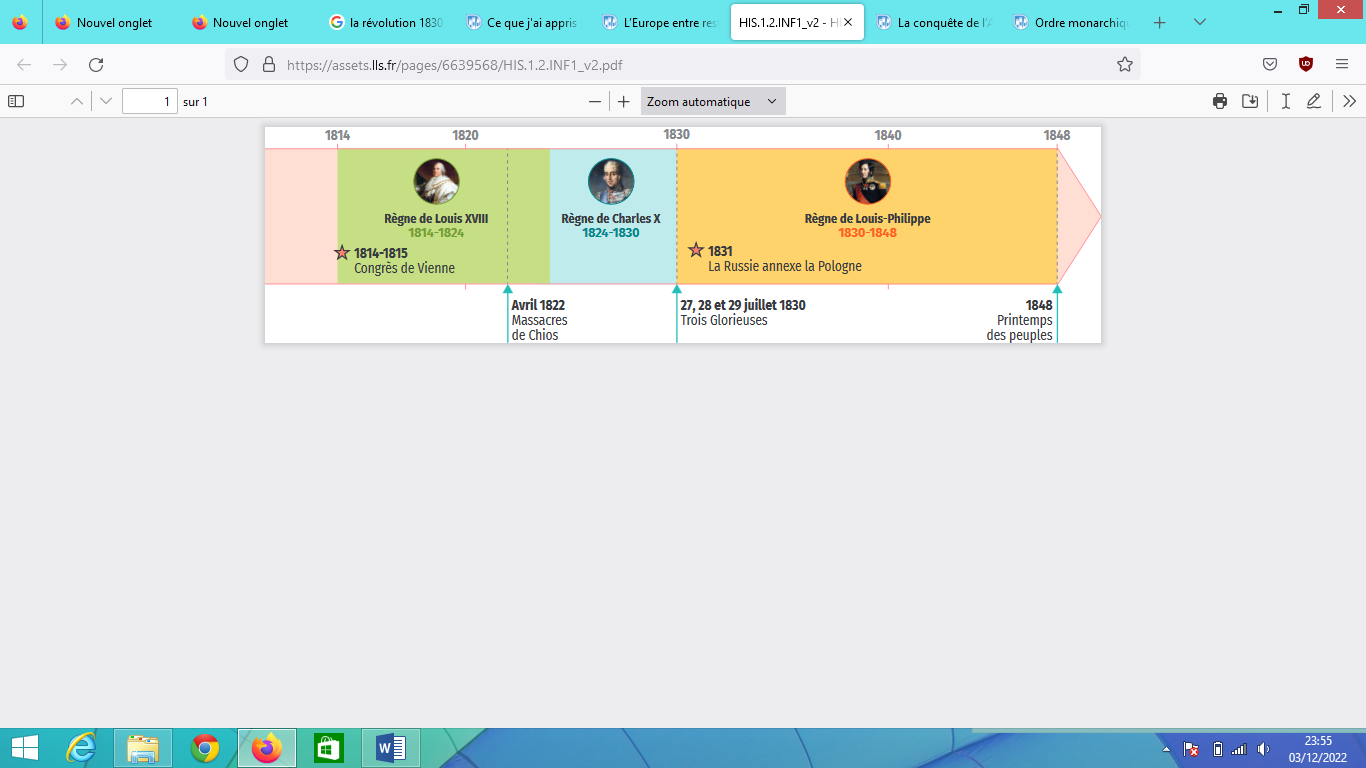 Nouvel onglet
Nouvel onglet
la révolution 1830
Ce que j'ai appris
L'Europe entre res
HIS.1.2.INF1_v2 - H
La conquête de l'A
Ordre monarchiqu
https://assets.lls.fr/pages/6639568/HIS.1.2.INF1_v2.pdf
1 sur 1
Zoom automatique
1814 1820 1830 1840 1848
Règne de Louis XVIII
1814-1824
Règne de Charles X
1824-1830
Règne de Louis-Philippe
1830-1848
1814-1815
Congrès de Vienne
1831
La Russie annexe la Pologne
Avril 1822
Massacres
de Chios
27, 28 et 29 juillet 1830
Trois Glorieuses
1848
Printemps
des peuples
23:55
03/12/2022